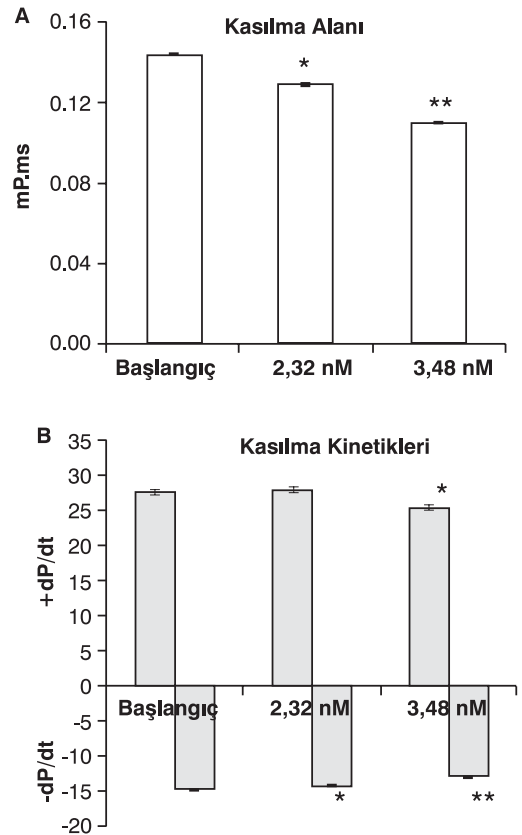 A
Kasılma Alanı
0.16
0.12
0.08
0.04
0.00
mP.ms
*
**
Başlangıç 2,32 nM 3,48 nM
B
Kasılma Kinetikleri
35
30
25
20
15
10
5
0
-5
-10
-15
-20
+dP/dt
-dP/dt
*
Başlangıç 2,32 nM 3,48 nM
* **